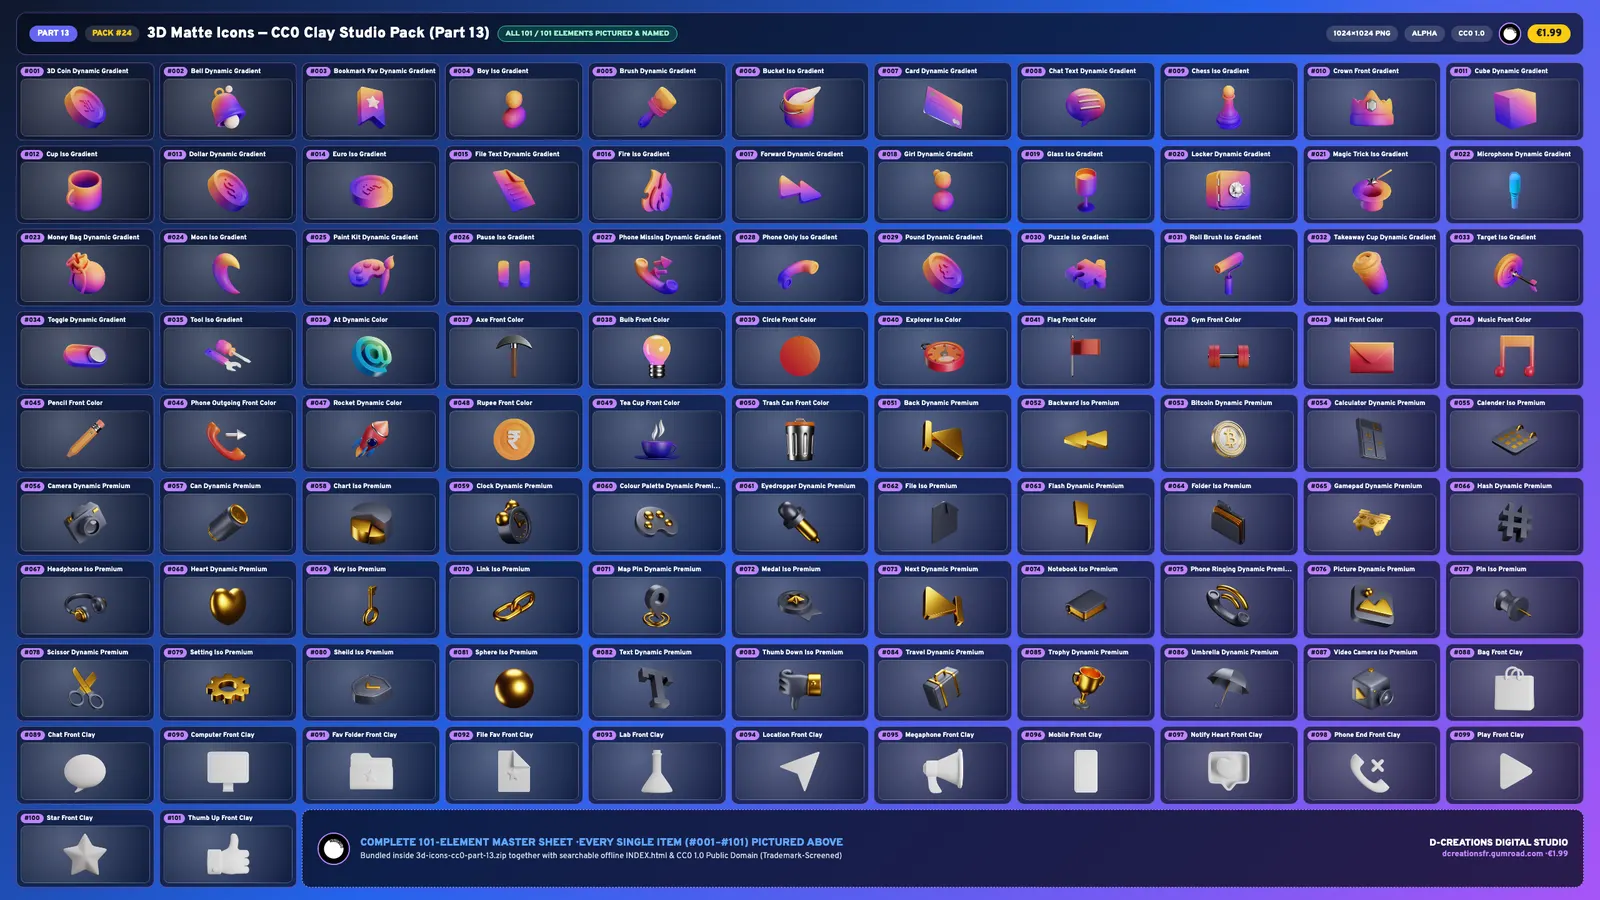 PART 13 PACK #24 3D Matte Icons – CC0 Clay Studio Pack (Part 13) ALL 101 / 101 ELEMENTS PICTURED & NAMED 1024×1024 PNG ALPHA CC0 1.0 €1.99
#001 3D Coin Dynamic Gradient #002 Bell Dynamic Gradient #003 Bookmark Fav Dynamic Gradient #004 Boy Iso Gradient #005 Brush Dynamic Gradient #006 Bucket Iso Gradient #007 Card Dynamic Gradient #008 Chat Text Dynamic Gradient #009 Chess Iso Gradient #010 Crown Front Gradient #011 Cube Dynamic Gradient
#012 Cup Iso Gradient #013 Dollar Dynamic Gradient #014 Euro Iso Gradient #015 File Text Dynamic Gradient #016 Fire Iso Gradient #017 Forward Dynamic Gradient #018 Girl Dynamic Gradient #019 Glass Iso Gradient #020 Locker Dynamic Gradient #021 Magic Trick Iso Gradient #022 Microphone Dynamic Gradient
#023 Money Bag Dynamic Gradient #024 Moon Iso Gradient #025 Paint Kit Dynamic Gradient #026 Pause Iso Gradient #027 Phone Missing Dynamic Gradient #028 Phone Only Iso Gradient #029 Pound Dynamic Gradient #030 Puzzle Iso Gradient #031 Roll Brush Iso Gradient #032 Takeaway Cup Dynamic Gradient #033 Target Iso Gradient
#034 Toggle Dynamic Gradient #035 Tool Iso Gradient #036 At Dynamic Color #037 Axe Front Color #038 Bulb Front Color #039 Circle Front Color #040 Explorer Iso Color #041 Flag Front Color #042 Gym Front Color #043 Mail Front Color #044 Music Front Color
#045 Pencil Front Color #046 Phone Outgoing Front Color #047 Rocket Dynamic Color #048 Rupee Front Color #049 Tea Cup Front Color #050 Trash Can Front Color #051 Back Dynamic Premium #052 Backward Iso Premium #053 Bitcoin Dynamic Premium #054 Calculator Dynamic Premium #055 Calender Iso Premium
#056 Camera Dynamic Premium #057 Can Dynamic Premium #058 Chart Iso Premium #059 Clock Dynamic Premium #060 Colour Palette Dynamic Premi... #061 Eyedropper Dynamic Premium #062 File Iso Premium #063 Flash Dynamic Premium #064 Folder Iso Premium #065 Gamepad Dynamic Premium #066 Hash Dynamic Premium
#067 Headphone Iso Premium #068 Heart Dynamic Premium #069 Key Iso Premium #070 Link Iso Premium #071 Map Pin Dynamic Premium #072 Medal Iso Premium #073 Next Dynamic Premium #074 Notebook Iso Premium #075 Phone Ringing Dynamic Premi... #076 Picture Dynamic Premium #077 Pin Iso Premium
#078 Scissor Dynamic Premium #079 Setting Iso Premium #080 Sheild Iso Premium #081 Sphere Iso Premium #082 Text Dynamic Premium #083 Thumb Down Iso Premium #084 Travel Dynamic Premium #085 Trophy Dynamic Premium #086 Umbrella Dynamic Premium #087 Video Camera Iso Premium #088 Bag Front Clay
#089 Chat Front Clay #090 Computer Front Clay #091 Fav Folder Front Clay #092 File Fav Front Clay #093 Lab Front Clay #094 Location Front Clay #095 Megaphone Front Clay #096 Mobile Front Clay #097 Notify Heart Front Clay #098 Phone End Front Clay #099 Play Front Clay
#100 Star Front Clay #101 Thumb Up Front Clay
COMPLETE 101-ELEMENT MASTER SHEET · EVERY SINGLE ITEM (#001–#101) PICTURED ABOVE
Bundled inside 3d-icons-cc0-part-13.zip together with searchable offline INDEX.html & CC0 1.0 Public Domain (Trademark-Screened)
D-CREATIONS DIGITAL STUDIO
dcreationsfr.gumroad.com · €1.99